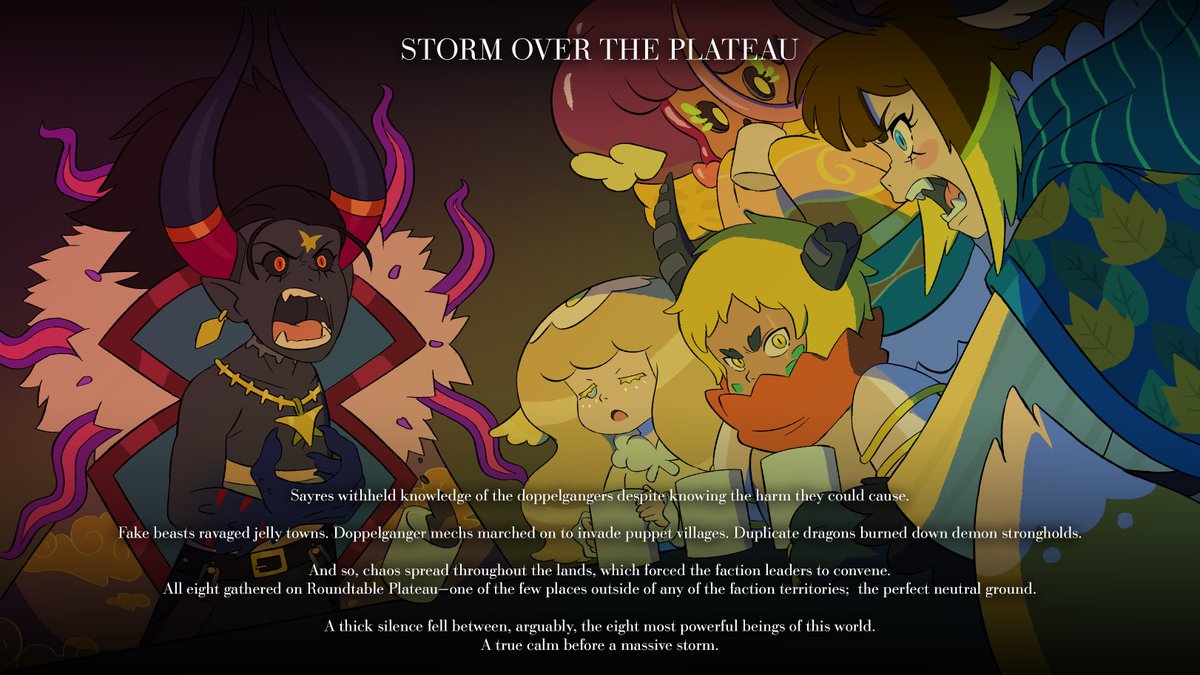 STORM OVER THE PLATEAU
Sayres withheld knowledge of the doppelgangers despite knowing the harm they could cause.
Fake beasts ravaged jelly towns. Doppelganger mechs marched on to invade puppet villages. Duplicate dragons burned down demon strongholds.
And so, chaos spread throughout the lands, which forced the faction leaders to convene.
All eight gathered on Roundtable Plateau—one of the few places outside of any of the faction territories;  the perfect neutral ground.
A thick silence fell between, arguably, the eight most powerful beings of this world.
A true calm before a massive storm.